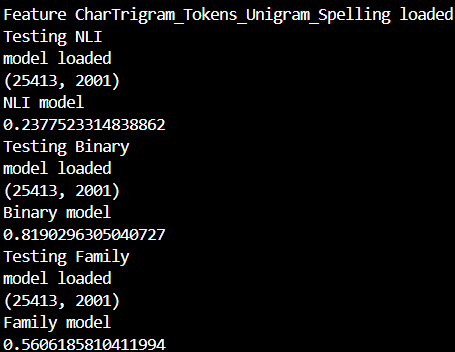 Feature CharTrigram_Tokens_Unigram_Spelling loaded
Testing NLI
model loaded
(25413, 2001)
NLI model
0.2377523314838862
Testing Binary
model loaded
(25413, 2001)
Binary model
0.8190296305040727
Testing Family
model loaded
(25413, 2001)
Family model
0.5606185810411994